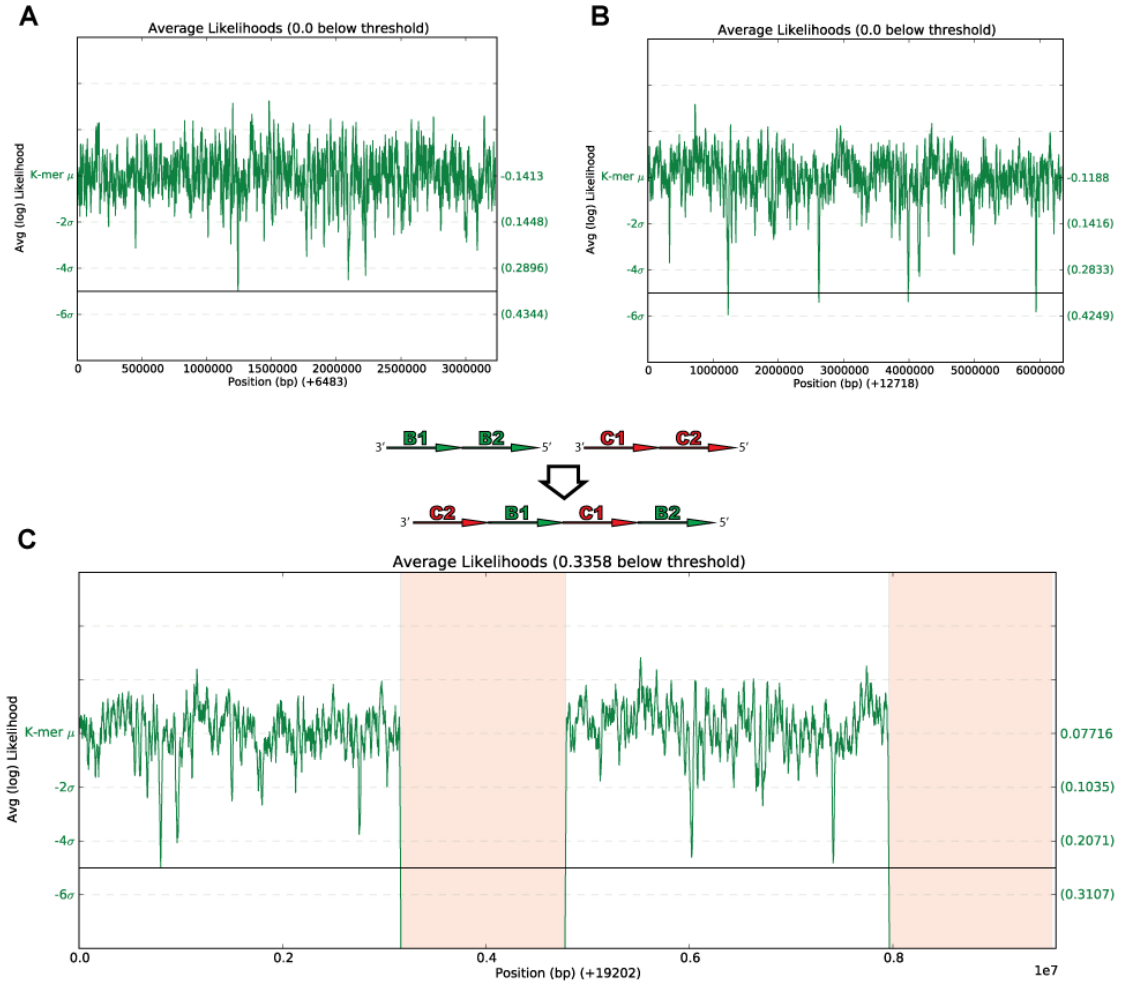 A
Average Likelihoods (0.0 below threshold)
Avg (log) Likelihood
K-mer μ
-2σ
-4σ
-6σ
-0.1413
(0.1448)
(0.2896)
(0.4344)
0 500000 1000000 1500000 2000000 2500000 3000000
Position (bp) (+6483)
B
Average Likelihoods (0.0 below threshold)
Avg (log) Likelihood
K-mer μ
-2σ
-4σ
-6σ
-0.1188
(0.1416)
(0.2833)
(0.4249)
0 1000000 2000000 3000000 4000000 5000000 6000000
Position (bp) (+12718)
3' B1 B2 5' 3' C1 C2 5'
3' C2 B1 C1 B2 5'
C
Average Likelihoods (0.3358 below threshold)
Avg (log) Likelihood
K-mer μ
-2σ
-4σ
-6σ
0.07716
(0.1035)
(0.2071)
(0.3107)
0.0 0.2 0.4 0.6 0.8
Position (bp) (+19202)
1e7